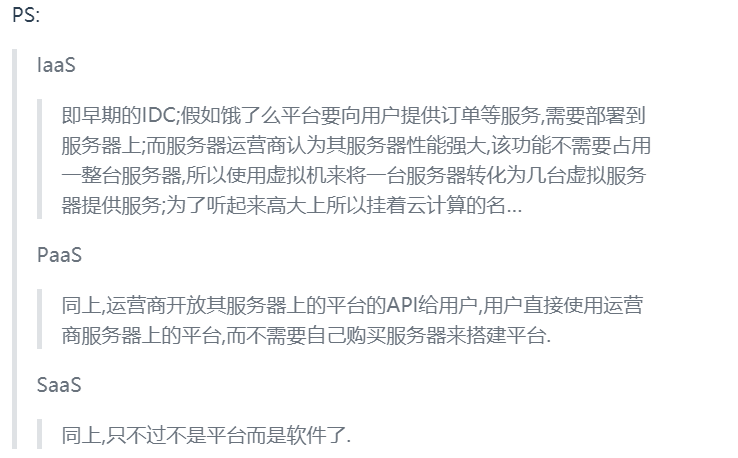 PS:
IaaS
即早期的IDC;假如饿了么平台要向用户提供订单等服务,需要部署到
服务器上;而服务器运营商认为其服务器性能强大,该功能不需要占用
一整台服务器,所以使用虚拟机来将一台服务器转化为几台虚拟服务
器提供服务;为了听起来高大上所以挂着云计算的名...
PaaS
同上,运营商开放其服务器上的平台的API给用户,用户直接使用运营
商服务器上的平台,而不需要自己购买服务器来搭建平台.
SaaS
同上,只不过不是平台而是软件了.